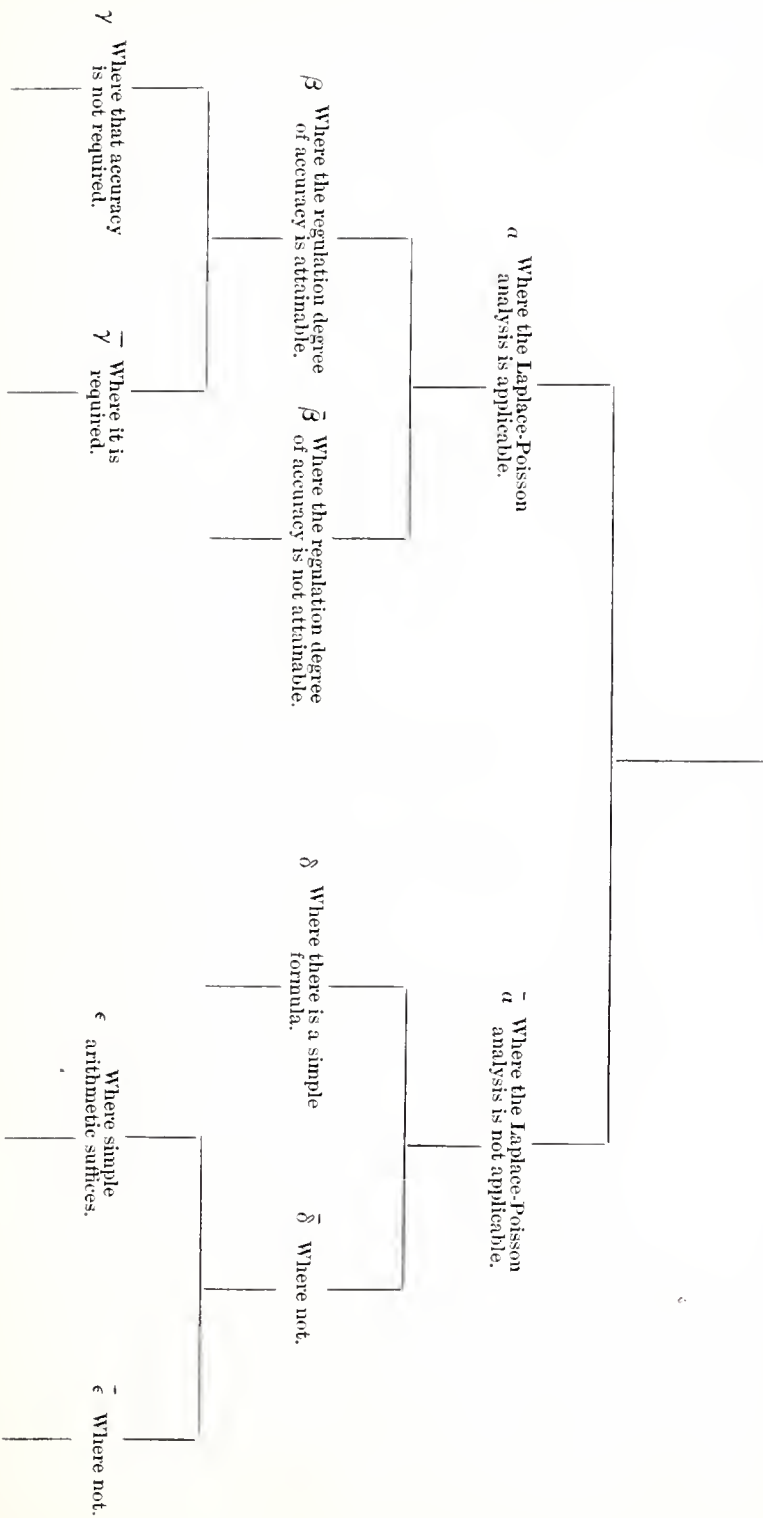 α Where the Laplace-Poisson
analysis is applicable.
ᾱ Where the Laplace-Poisson
analysis is not applicable.
β Where the regulation degree
of accuracy is attainable.
β̄ Where the regulation degree
of accuracy is not attainable.
δ Where there is a simple
formula.
δ̄ Where not.
γ Where that accuracy
is not required.
γ̄ Where it is
required.
ϵ Where simple
arithmetic suffices.
ϵ̄ Where not.